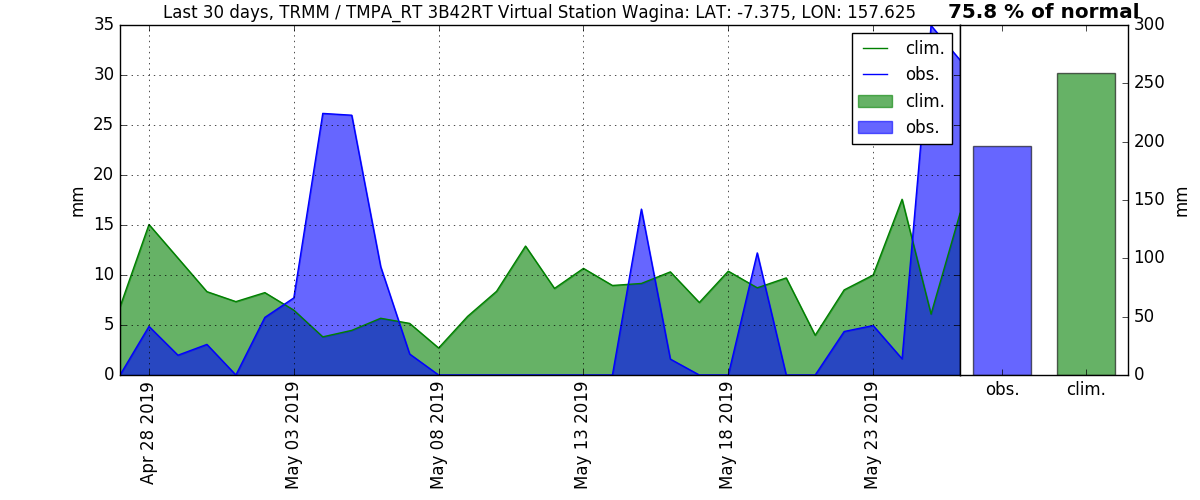 Last 30 days, TRMM / TMPA_RT 3B42RT Virtual Station Wagina: LAT: -7.375, LON: 157.625
75.8 % of normal
35
30
25
20
15
10
5
0
mm
clim.
obs.
clim.
obs.
300
250
200
150
100
50
0
mm
Apr 28 2019
May 03 2019
May 08 2019
May 13 2019
May 18 2019
May 23 2019
obs.
clim.